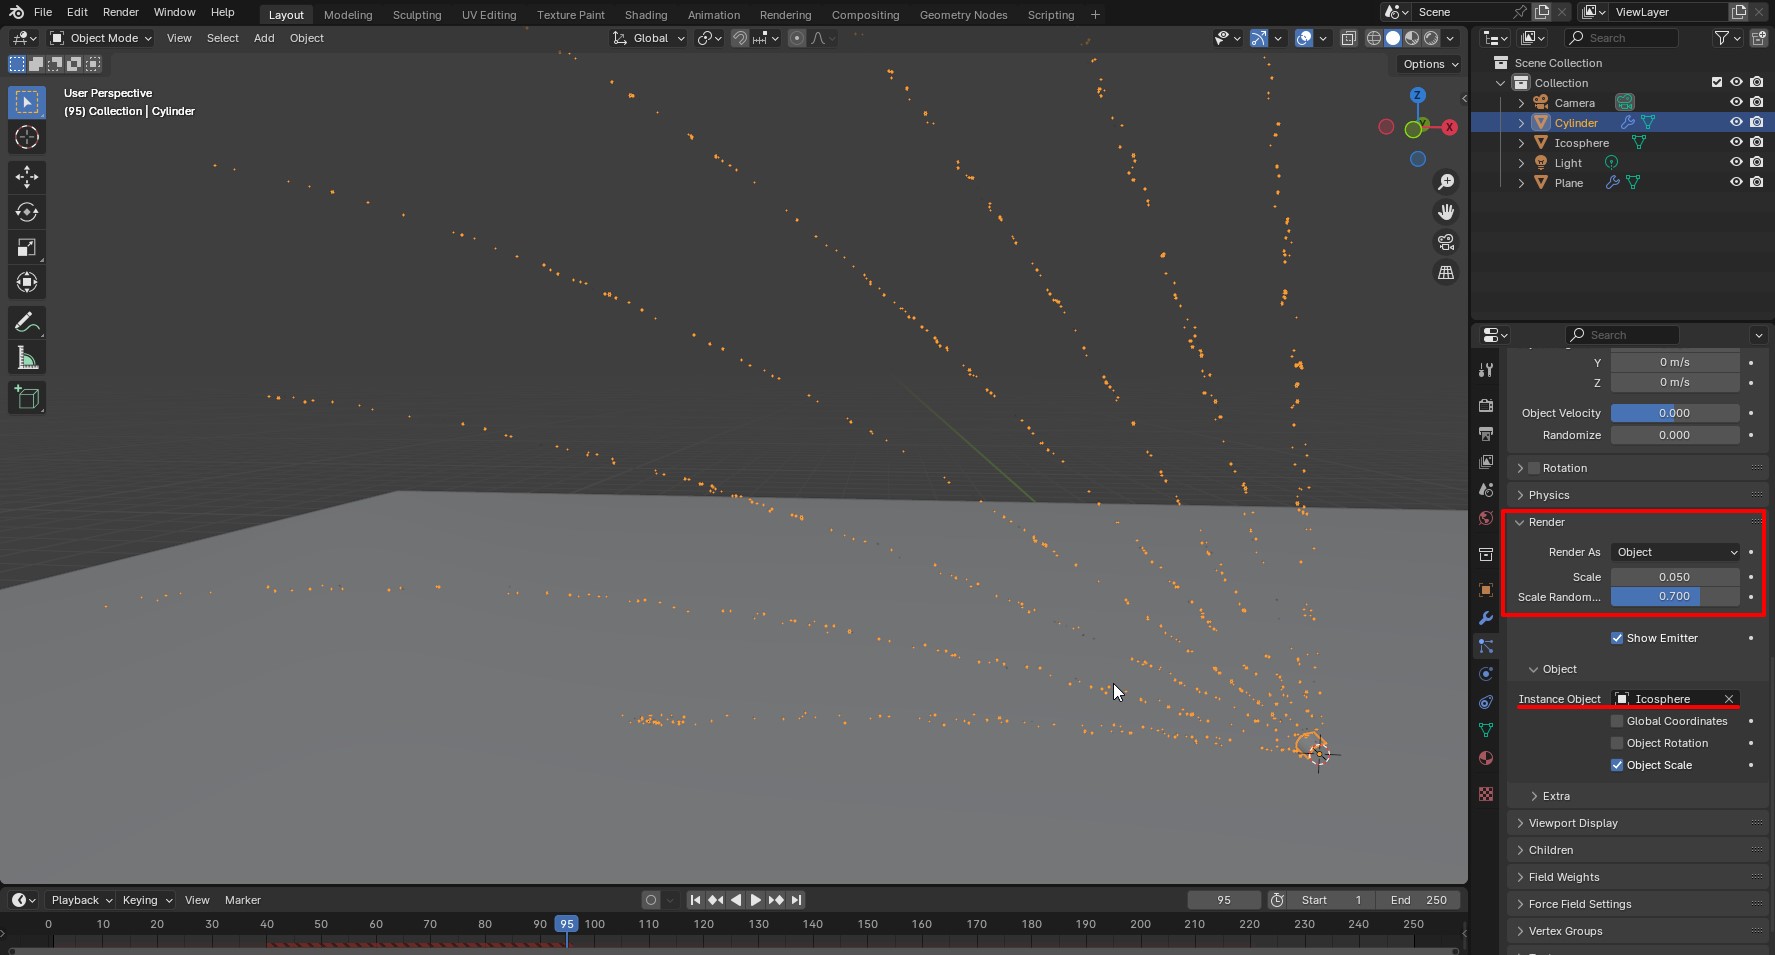 File Edit Render Window Help Layout Modeling Sculpting UV Editing Texture Paint Shading Animation Rendering Compositing Geometry Nodes Scripting + Scene ViewLayer
Object Mode View Select Add Object Global Search
Options
User Perspective
(95) Collection | Cylinder
Z
Y
X
Scene Collection
Collection
Camera
Cylinder
Icosphere
Light
Plane
Search
Y 0 m/s
Z 0 m/s
Object Velocity 0.000
Randomize 0.000
Rotation
Physics
Render
Render As Object
Scale 0.050
Scale Random... 0.700
Show Emitter
Object
Instance Object Icosphere
Global Coordinates
Object Rotation
Object Scale
Extra
Viewport Display
Children
Field Weights
Force Field Settings
Vertex Groups
Playback Keying View Marker 95 Start 1 End 250
0 10 20 30 40 50 60 70 80 90 95 100 110 120 130 140 150 160 170 180 190 200 210 220 230 240 250